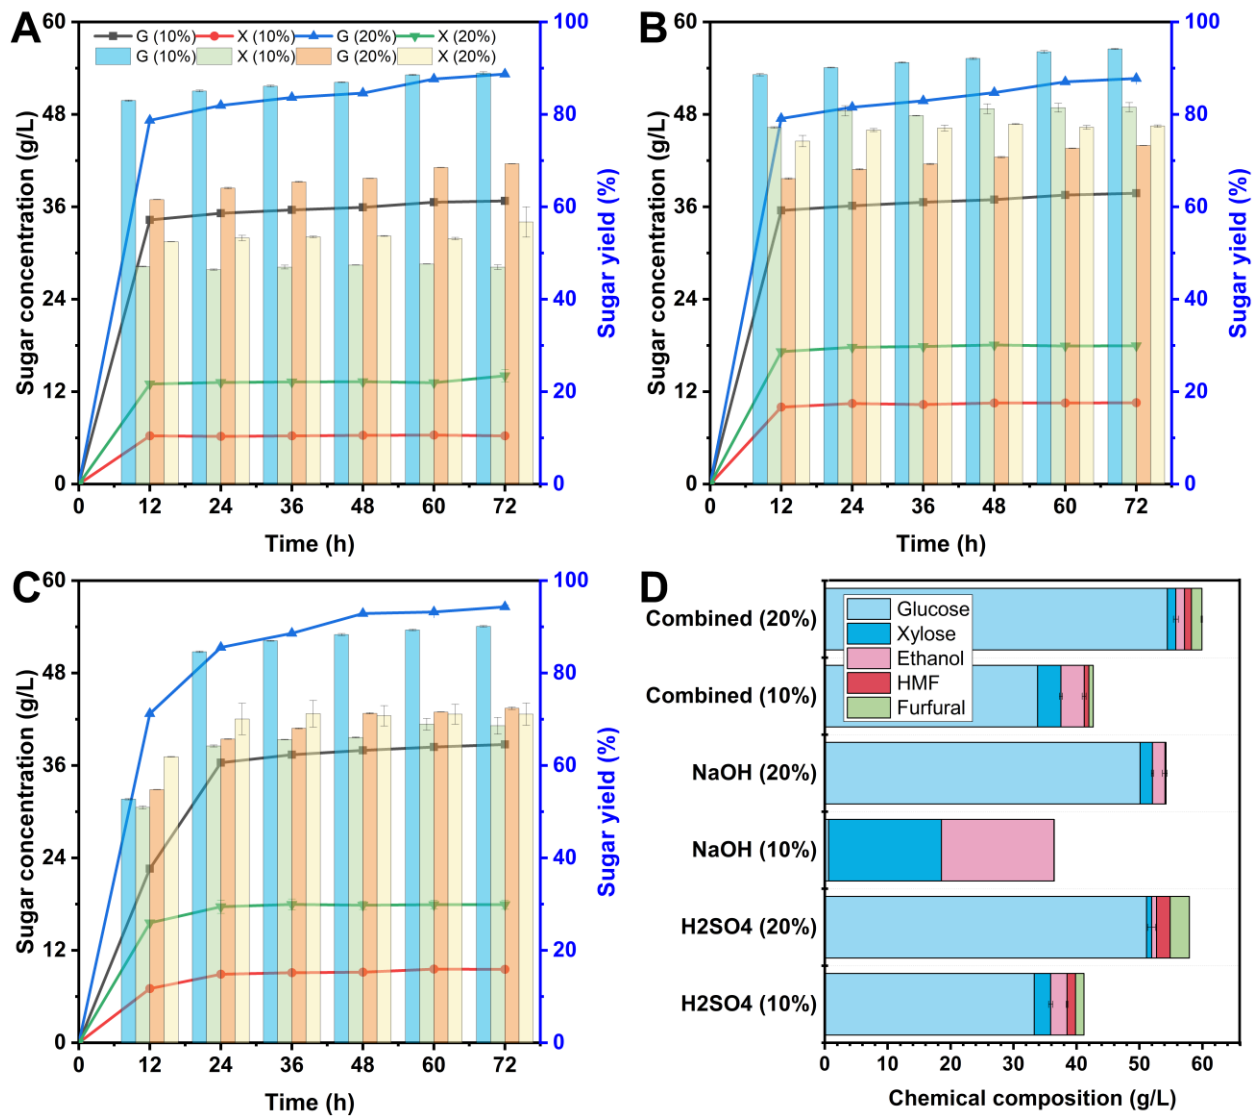 A
G (10%) X (10%) G (20%) X (20%)
G (10%) X (10%) G (20%) X (20%)
Sugar concentration (g/L)
60
48
36
24
12
0
0 12 24 36 48 60 72
Time (h)
100
80
60
40
20
0
Sugar yield (%)
B
Sugar concentration (g/L)
60
48
36
24
12
0
0 12 24 36 48 60 72
Time (h)
100
80
60
40
20
0
Sugar yield (%)
C
Sugar concentration (g/L)
60
48
36
24
12
0
0 12 24 36 48 60 72
Time (h)
100
80
60
40
20
0
Sugar yield (%)
D
Glucose
Xylose
Ethanol
HMF
Furfural
Combined (20%)
Combined (10%)
NaOH (20%)
NaOH (10%)
H2SO4 (20%)
H2SO4 (10%)
0 10 20 30 40 50 60
Chemical composition (g/L)